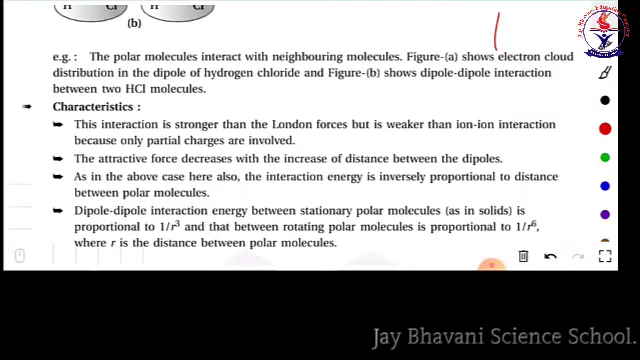 H Cl H Cl
(b)
e.g. : The polar molecules interact with neighbouring molecules. Figure-(a) shows electron cloud
distribution in the dipole of hydrogen chloride and Figure-(b) shows dipole-dipole interaction
between two HCl molecules.
Characteristics :
This interaction is stronger than the London forces but is weaker than ion-ion interaction
because only partial charges are involved.
The attractive force decreases with the increase of distance between the dipoles.
As in the above case here also, the interaction energy is inversely proportional to distance
between polar molecules.
Dipole-dipole interaction energy between stationary polar molecules (as in solids) is
proportional to 1/r³ and that between rotating polar molecules is proportional to 1/r⁶,
where r is the distance between polar molecules.
Jay Bhavani Science School.